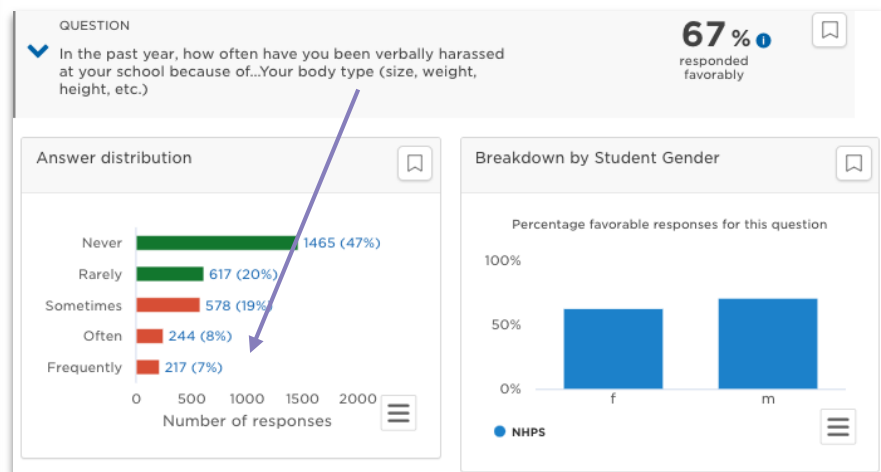 QUESTION
In the past year, how often have you been verbally harassed
at your school because of...Your body type (size, weight,
height, etc.)
67 % i
responded
favorably
Answer distribution
Never 1465 (47%)
Rarely 617 (20%)
Sometimes 578 (19%)
Often 244 (8%)
Frequently 217 (7%)
0 500 1000 1500 2000
Number of responses
Breakdown by Student Gender
Percentage favorable responses for this question
100%
50%
0%
f m
NHPS